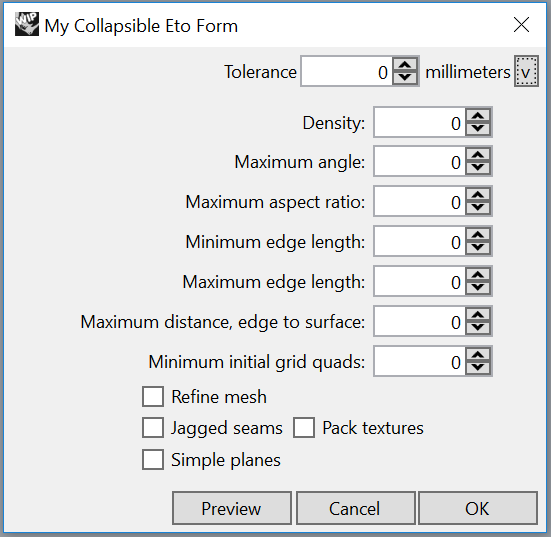 WIP My Collapsible Eto Form
Tolerance 0 millimeters v
Density: 0
Maximum angle: 0
Maximum aspect ratio: 0
Minimum edge length: 0
Maximum edge length: 0
Maximum distance, edge to surface: 0
Minimum initial grid quads: 0
Refine mesh
Jagged seams Pack textures
Simple planes
Preview Cancel OK